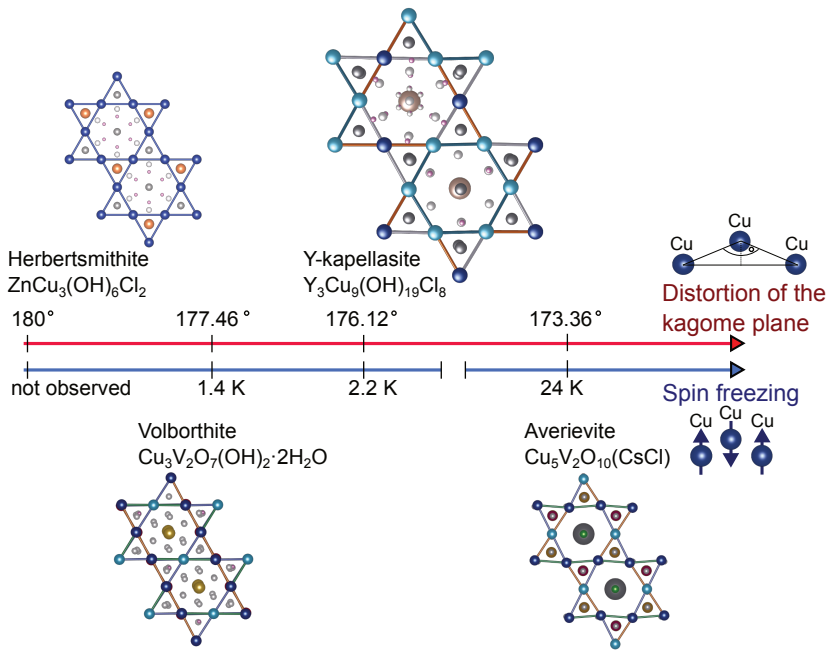 Herbertsmithite
ZnCu₃(OH)₆Cl₂
Y-kapellasite
Y₃Cu₉(OH)₁₉Cl₈
Cu
Cu Cu
Distortion of the
kagome plane
180° 177.46° 176.12° 173.36°
not observed 1.4 K 2.2 K 24 K
Spin freezing
Cu Cu Cu
Volborthite
Cu₃V₂O₇(OH)₂·2H₂O
Averievite
Cu₅V₂O₁₀(CsCl)